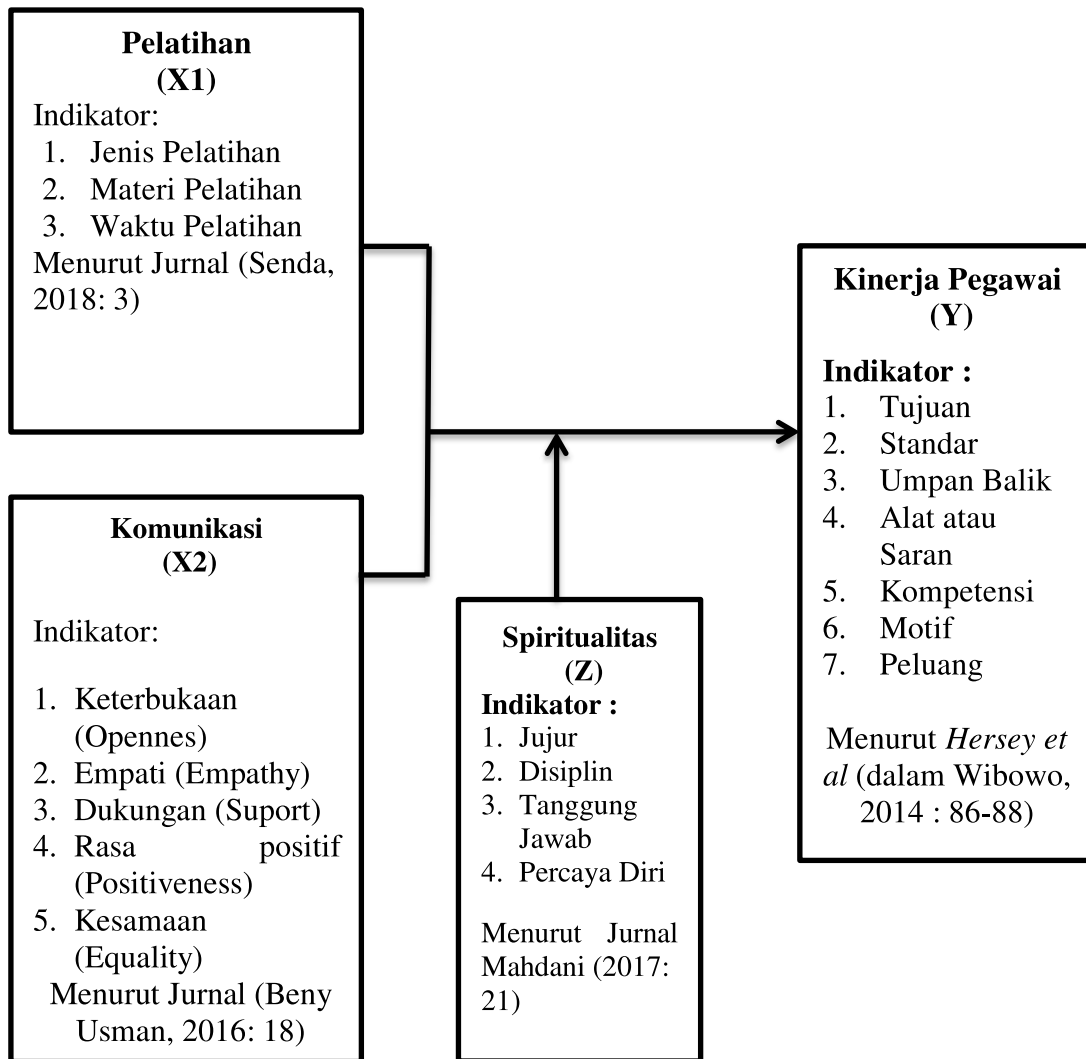 Pelatihan
(X1)
Indikator:
1. Jenis Pelatihan
2. Materi Pelatihan
3. Waktu Pelatihan
Menurut Jurnal (Senda,
2018: 3)
Komunikasi
(X2)
Indikator:
1. Keterbukaan
(Opennes)
2. Empati (Empathy)
3. Dukungan (Suport)
4. Rasa positif
(Positiveness)
5. Kesamaan
(Equality)
Menurut Jurnal (Beny
Usman, 2016: 18)
Spiritualitas
(Z)
Indikator :
1. Jujur
2. Disiplin
3. Tanggung
Jawab
4. Percaya Diri
Menurut Jurnal
Mahdani (2017:
21)
Kinerja Pegawai
(Y)
Indikator :
1. Tujuan
2. Standar
3. Umpan Balik
4. Alat atau
Saran
5. Kompetensi
6. Motif
7. Peluang
Menurut Hersey et
al (dalam Wibowo,
2014 : 86-88)